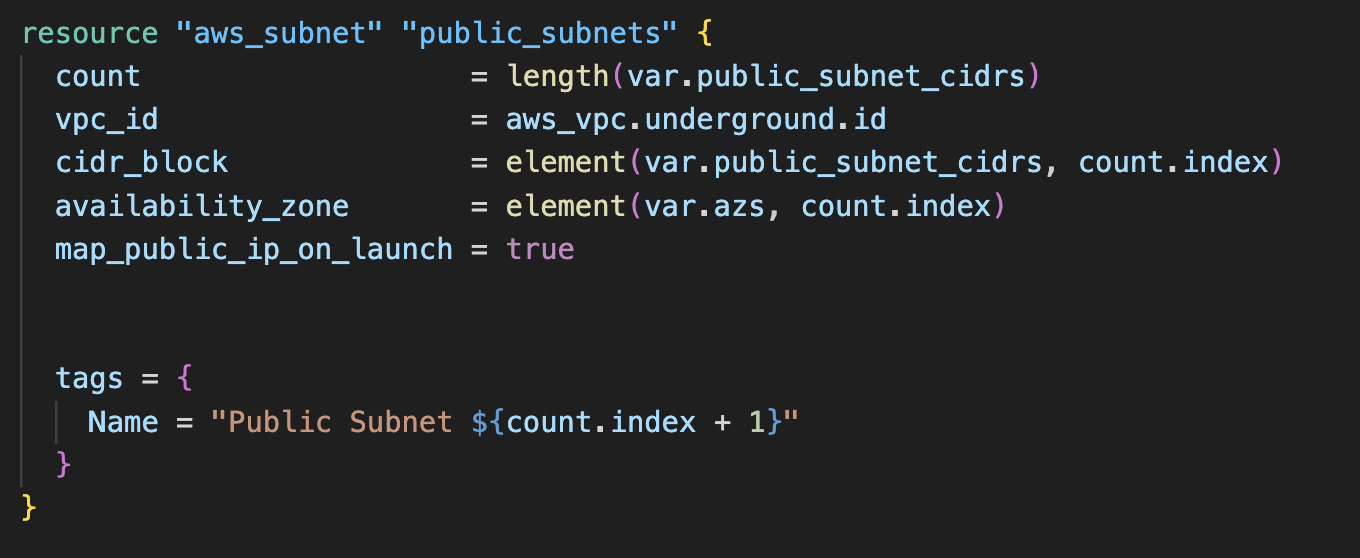 resource "aws_subnet" "public_subnets" {
  count                   = length(var.public_subnet_cidrs)
  vpc_id                  = aws_vpc.underground.id
  cidr_block              = element(var.public_subnet_cidrs, count.index)
  availability_zone       = element(var.azs, count.index)
  map_public_ip_on_launch = true


  tags = {
    Name = "Public Subnet ${count.index + 1}"
  }
}